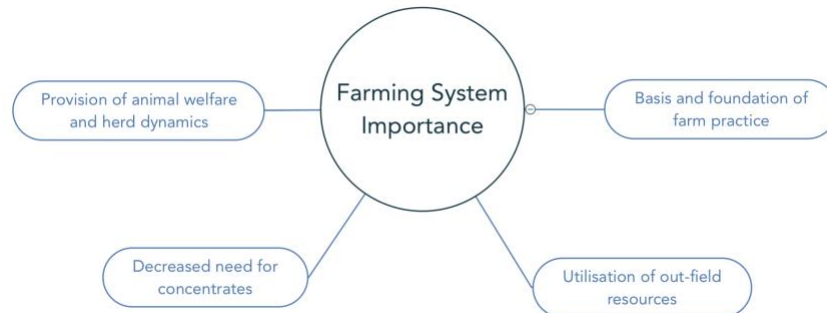 Farming System
Importance
Provision of animal welfare
and herd dynamics
Basis and foundation of
farm practice
Decreased need for
concentrates
Utilisation of out-field
resources